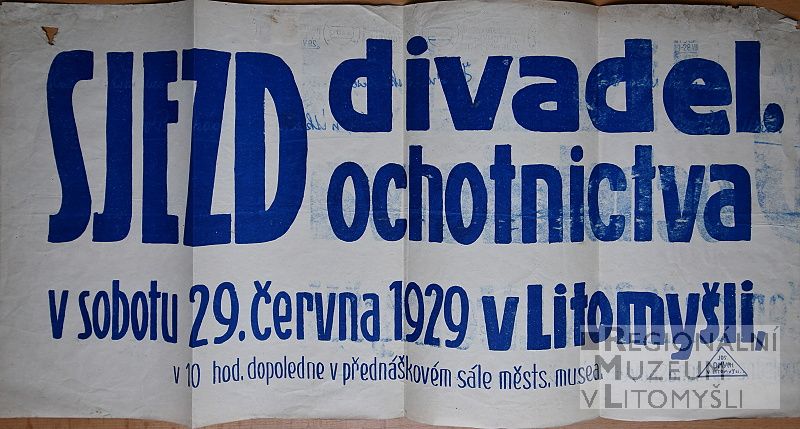 SJEZD divadel.
ochotnictva
v sobotu 29. června 1929 v Litomyšli,
v 10 hod. dopoledne v přednáškovém sále městs. musea.
REGIONÁLNÍ
MUZEUM
V LITOMYŠLI